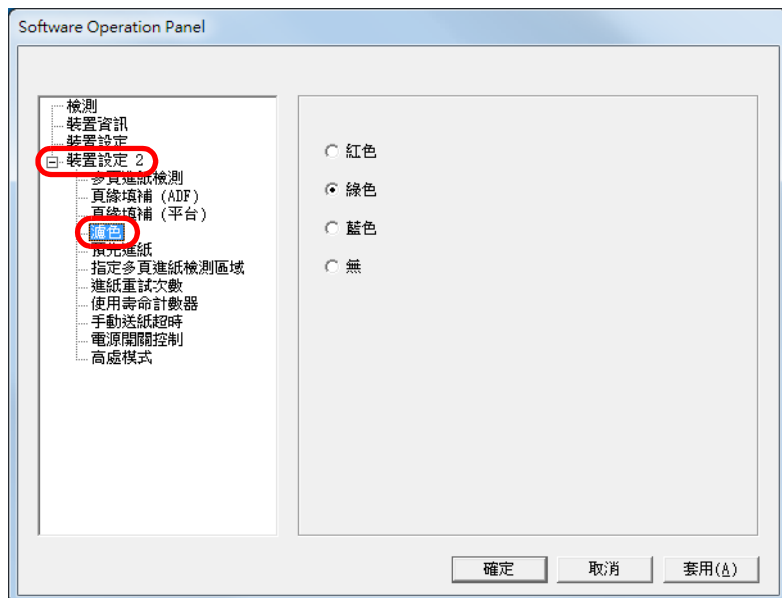 Software Operation Panel
檢測
裝置資訊
裝置設定
裝置設定 2
多頁進紙檢測
頁緣填補 (ADF)
頁緣填補 (平台)
濾色
預先進紙
指定多頁進紙檢測區域
進紙重試次數
使用壽命計數器
手動送紙超時
電源開關控制
高處模式
紅色
綠色
藍色
無
確定
取消
套用(A)